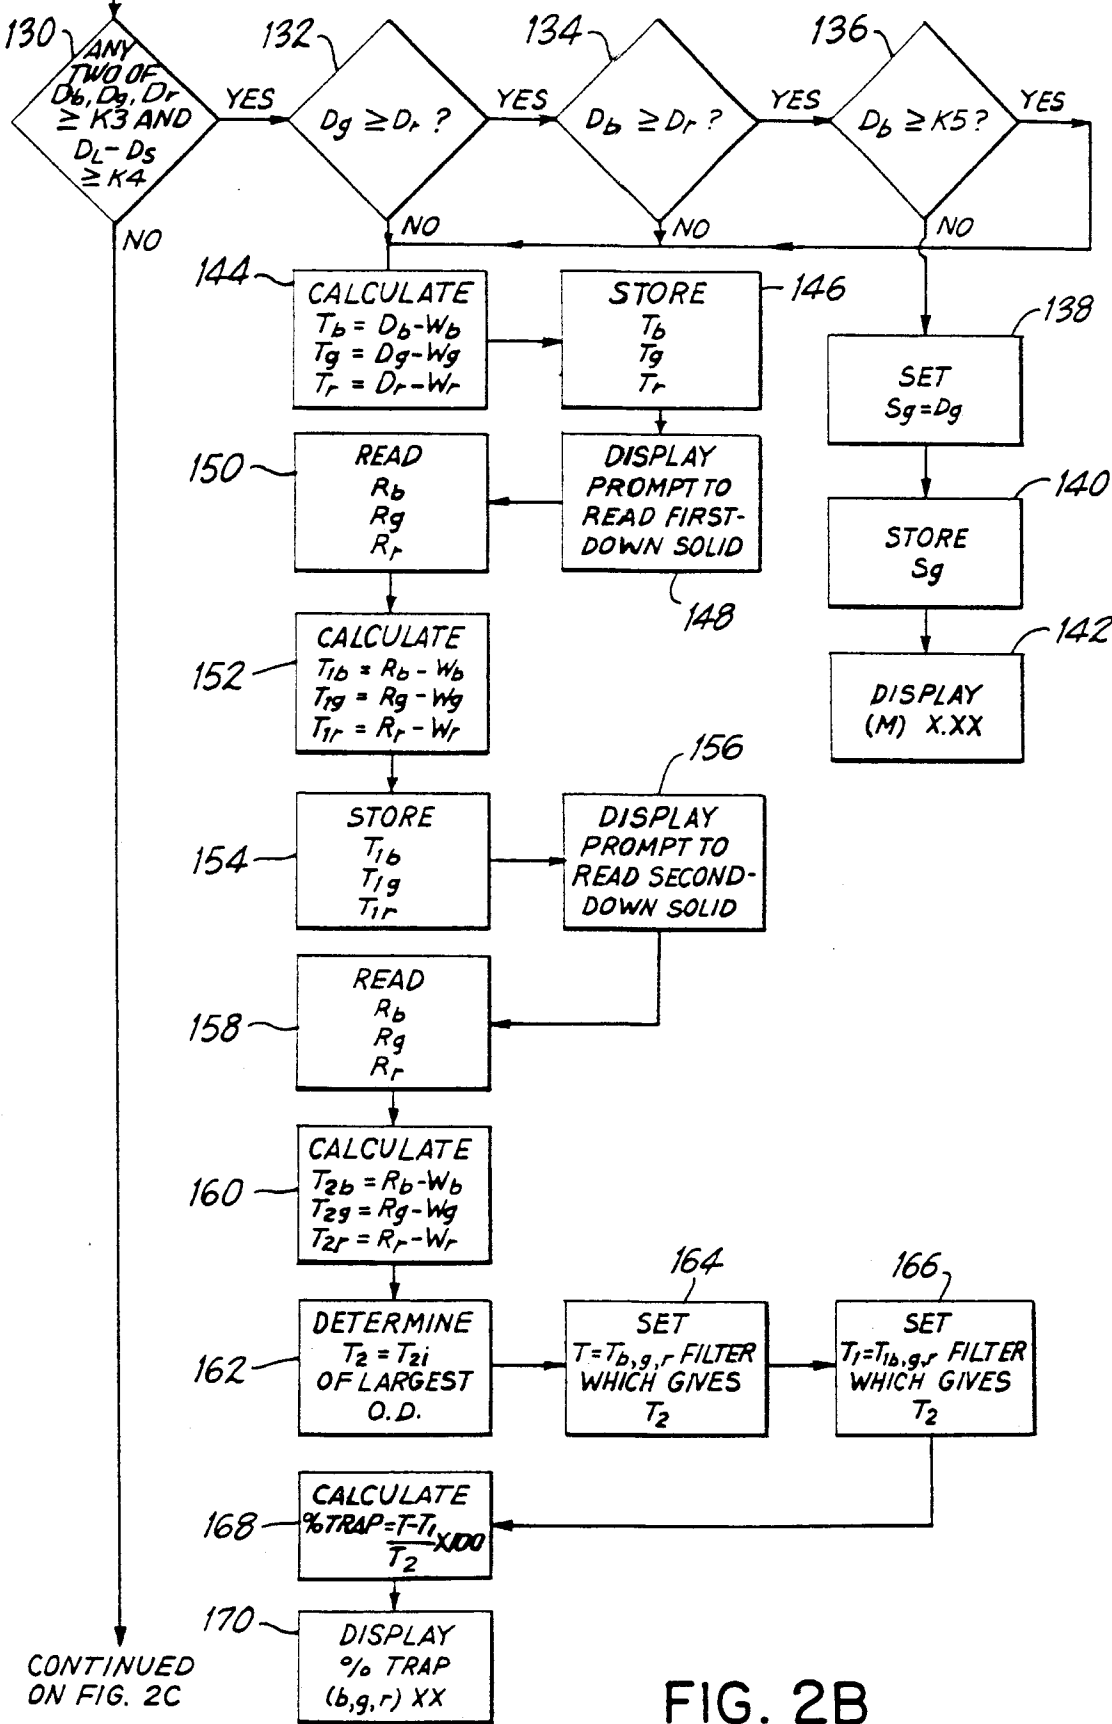 130
ANY
TWO OF
Db, Dg, Dr
≥ K3 AND
DL - DS
≥ K4
YES
NO
132
Dg ≥ Dr ?
YES
NO
134
Db ≥ Dr ?
YES
NO
136
Db ≥ K5 ?
YES
NO
144
CALCULATE
Tb = Db - Wb
Tg = Dg - Wg
Tr = Dr - Wr
146
STORE
Tb
Tg
Tr
138
SET
Sg = Dg
150
READ
Rb
Rg
Rr
DISPLAY
PROMPT TO
READ FIRST-
DOWN SOLID
148
140
STORE
Sg
142
DISPLAY
(M) X.XX
152
CALCULATE
T1b = Rb - Wb
T1g = Rg - Wg
T1r = Rr - Wr
154
STORE
T1b
T1g
T1r
156
DISPLAY
PROMPT TO
READ SECOND-
DOWN SOLID
158
READ
Rb
Rg
Rr
160
CALCULATE
T2b = Rb - Wb
T2g = Rg - Wg
T2r = Rr - Wr
162
DETERMINE
T2 = T2i
OF LARGEST
O.D.
164
SET
T = Tb,g,r FILTER
WHICH GIVES
T2
166
SET
T1 = T1b,g,r FILTER
WHICH GIVES
T2
168
CALCULATE
%TRAP = T-T1 X100
T2
170
DISPLAY
% TRAP
(b,g,r) XX
CONTINUED
ON FIG. 2C
FIG. 2B